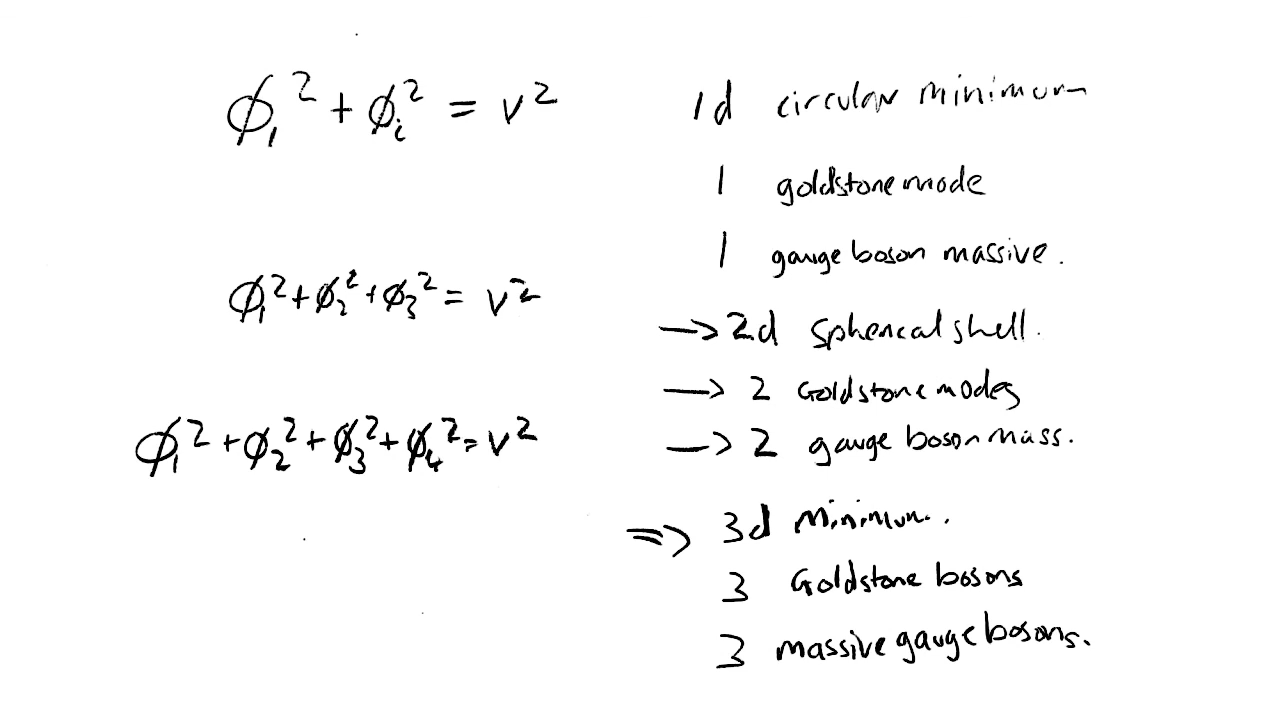 ϕ₁² + ϕ₂² = v² 1d circular minimum
1 goldstone mode
1 gauge boson massive.
ϕ₁² + ϕ₂² + ϕ₃² = v²
→ 2d spherical shell.
→ 2 Goldstone modes
→ 2 gauge boson mass.
ϕ₁² + ϕ₂² + ϕ₃² + ϕ₄² = v²
⇒ 3d minimum.
3 Goldstone bosons
3 massive gauge bosons.